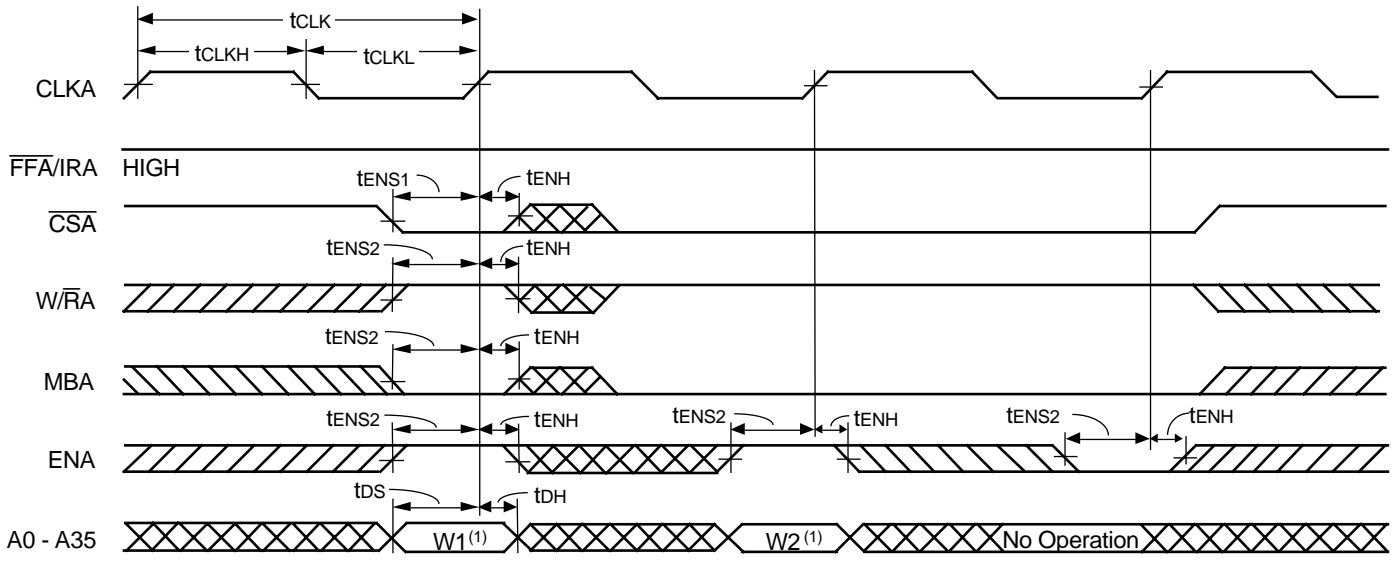 tCLK
tCLKH
tCLKL
CLKA
FFA/IRA HIGH
tENS1 tENH
CSA
tENS2 tENH
W/RA
tENS2 tENH
MBA
tENS2 tENH tENS2 tENH tENS2 tENH
ENA
tDS tDH
A0 - A35 W1(1) W2(1) No Operation